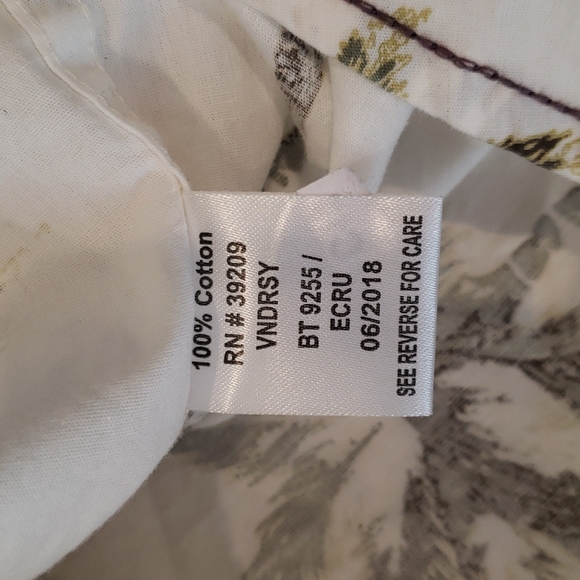 100% Cotton
RN # 39209
VNDRSY
BT 9255 /
ECRU
06/2018
SEE REVERSE FOR CARE